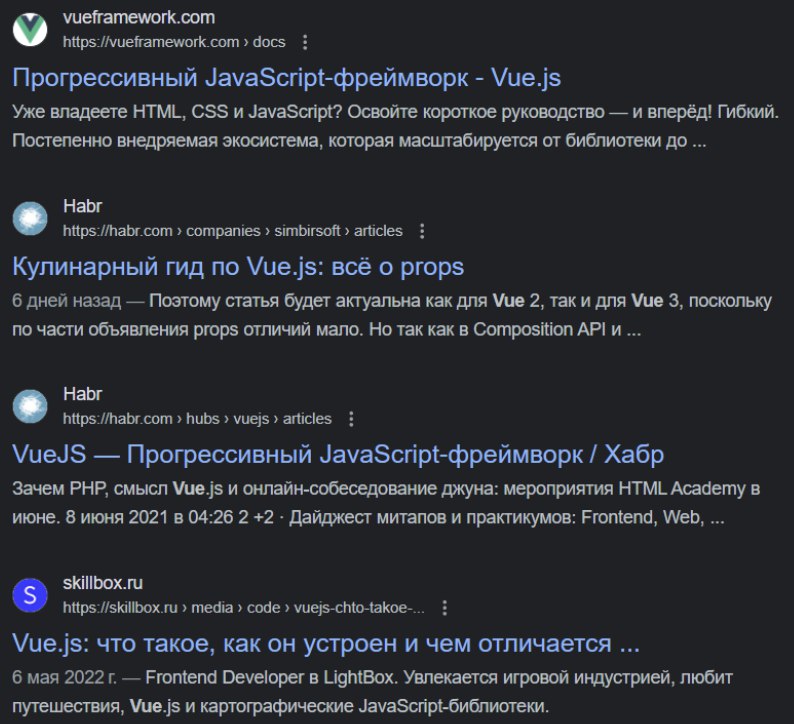 vueframework.com
https://vueframework.com › docs
Прогрессивный JavaScript-фреймворк - Vue.js
Уже владеете HTML, CSS и JavaScript? Освойте короткое руководство — и вперёд! Гибкий.
Постепенно внедряемая экосистема, которая масштабируется от библиотеки до ...
Habr
https://habr.com › companies › simbirsoft › articles
Кулинарный гид по Vue.js: всё о props
6 дней назад — Поэтому статья будет актуальна как для Vue 2, так и для Vue 3, поскольку
по части объявления props отличий мало. Но так как в Composition API и ...
Habr
https://habr.com › hubs › vuejs › articles
VueJS — Прогрессивный JavaScript-фреймворк / Хабр
Зачем PHP, смысл Vue.js и онлайн-собеседование джуна: мероприятия HTML Academy в
июне. 8 июня 2021 в 04:26 2 +2 · Дайджест митапов и практикумов: Frontend, Web, ...
S
skillbox.ru
https://skillbox.ru › media › code › vuejs-chto-takoe-...
Vue.js: что такое, как он устроен и чем отличается ...
6 мая 2022 г. — Frontend Developer в LightBox. Увлекается игровой индустрией, любит
путешествия, Vue.js и картографические JavaScript-библиотеки.